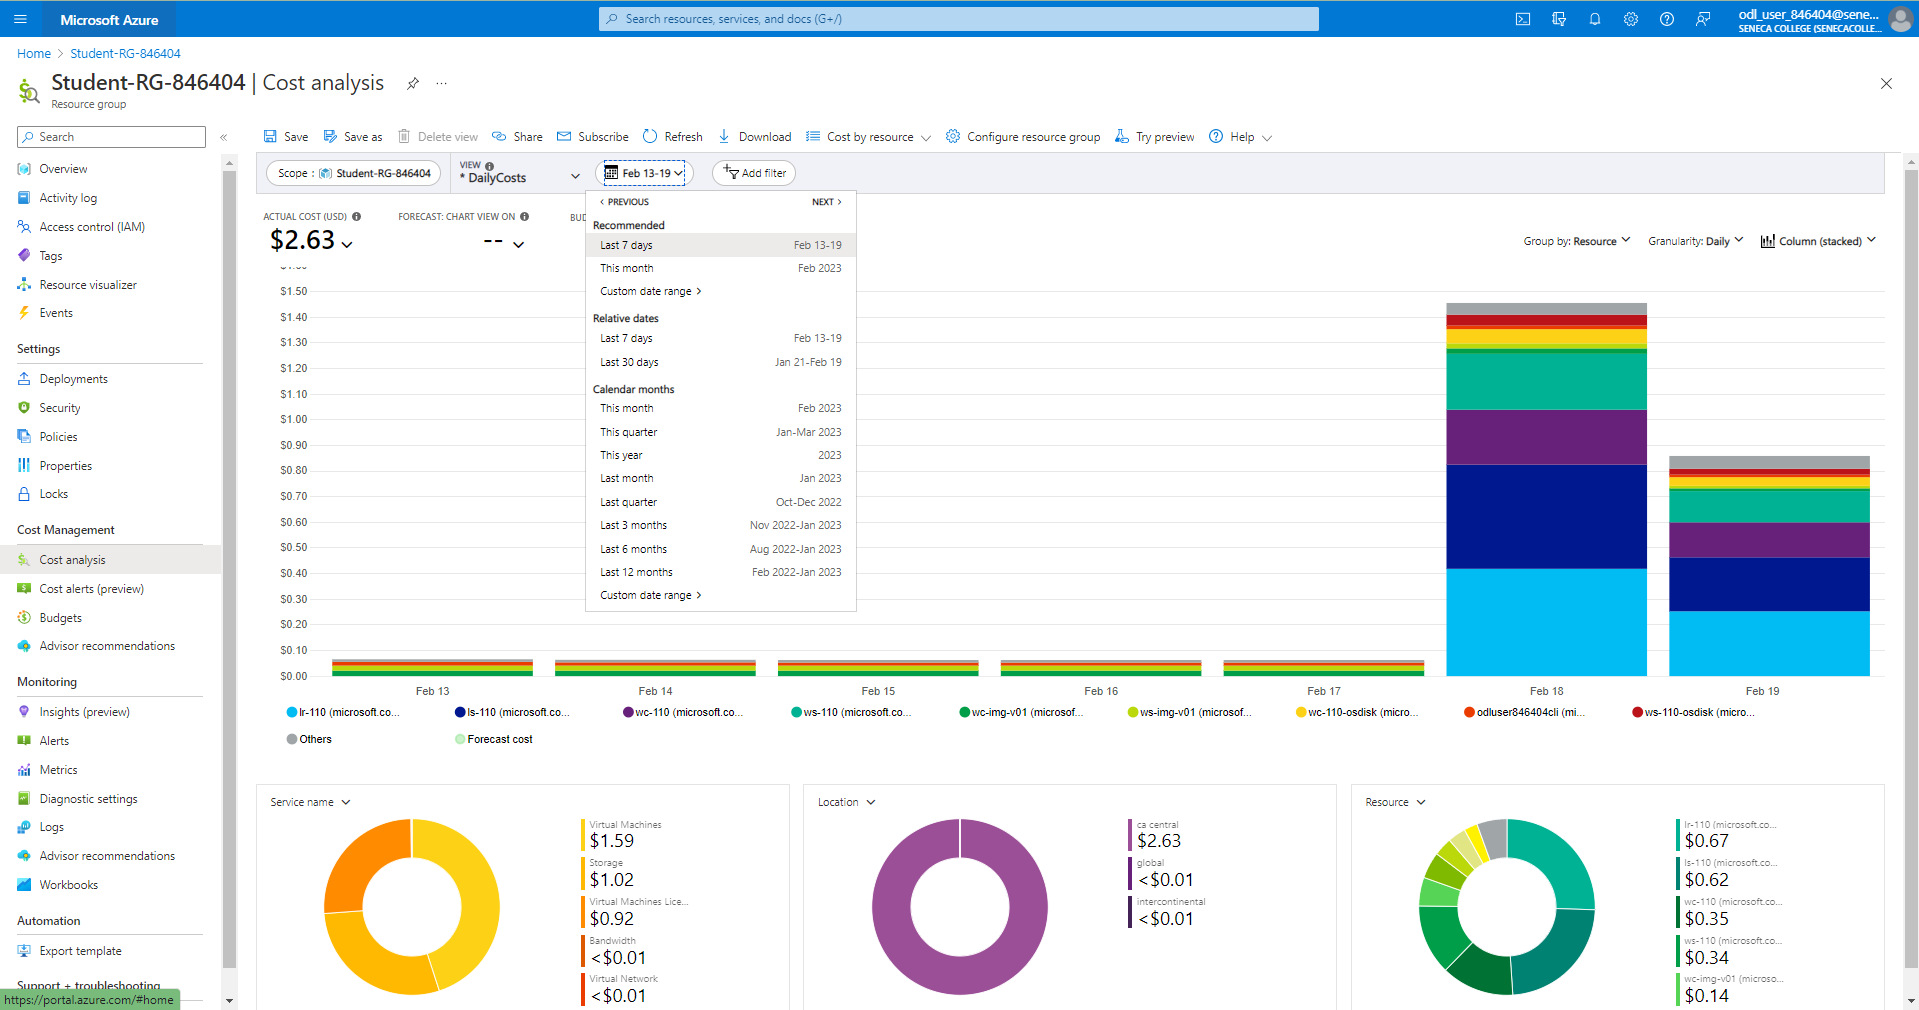 Microsoft Azure
Search resources, services, and docs (G+/)
odl_user_846404@sene...
SENECA COLLEGE (SENECACOLLE...
Home > Student-RG-846404
Student-RG-846404 | Cost analysis
Resource group
Search
Overview
Activity log
Access control (IAM)
Tags
Resource visualizer
Events
Settings
Deployments
Security
Policies
Properties
Locks
Cost Management
Cost analysis
Cost alerts (preview)
Budgets
Advisor recommendations
Monitoring
Insights (preview)
Alerts
Metrics
Diagnostic settings
Logs
Advisor recommendations
Workbooks
Automation
Export template
Support + troubleshooting
https://portal.azure.com/#home
Save Save as Delete view Share Subscribe Refresh Download Cost by resource Configure resource group Try preview Help
Scope : Student-RG-846404
VIEW
* DailyCosts
Feb 13-19
Add filter
ACTUAL COST (USD)
$2.63
FORECAST: CHART VIEW ON
--
BUD
< PREVIOUS NEXT >
Recommended
Last 7 days Feb 13-19
This month Feb 2023
Custom date range >
Relative dates
Last 7 days Feb 13-19
Last 30 days Jan 21-Feb 19
Calendar months
This month Feb 2023
This quarter Jan-Mar 2023
This year 2023
Last month Jan 2023
Last quarter Oct-Dec 2022
Last 3 months Nov 2022-Jan 2023
Last 6 months Aug 2022-Jan 2023
Last 12 months Feb 2022-Jan 2023
Custom date range >
Group by: Resource Granularity: Daily Column (stacked)
$1.50
$1.40
$1.30
$1.20
$1.10
$1.00
$0.90
$0.80
$0.70
$0.60
$0.50
$0.40
$0.30
$0.20
$0.10
$0.00
Feb 13 Feb 14 Feb 15 Feb 16 Feb 17 Feb 18 Feb 19
lr-110 (microsoft.co... ls-110 (microsoft.co... wc-110 (microsoft.co... ws-110 (microsoft.co... wc-img-v01 (microsof... ws-img-v01 (microsof... wc-110-osdisk (micro... odluser846404cli (mi... ws-110-osdisk (micro...
Others Forecast cost
Service name
Virtual Machines
$1.59
Storage
$1.02
Virtual Machines Lice...
$0.92
Bandwidth
<$0.01
Virtual Network
<$0.01
Location
ca central
$2.63
global
<$0.01
intercontinental
<$0.01
Resource
lr-110 (microsoft.co...
$0.67
ls-110 (microsoft.co...
$0.62
wc-110 (microsoft.co...
$0.35
ws-110 (microsoft.co...
$0.34
wc-img-v01 (microso...
$0.14